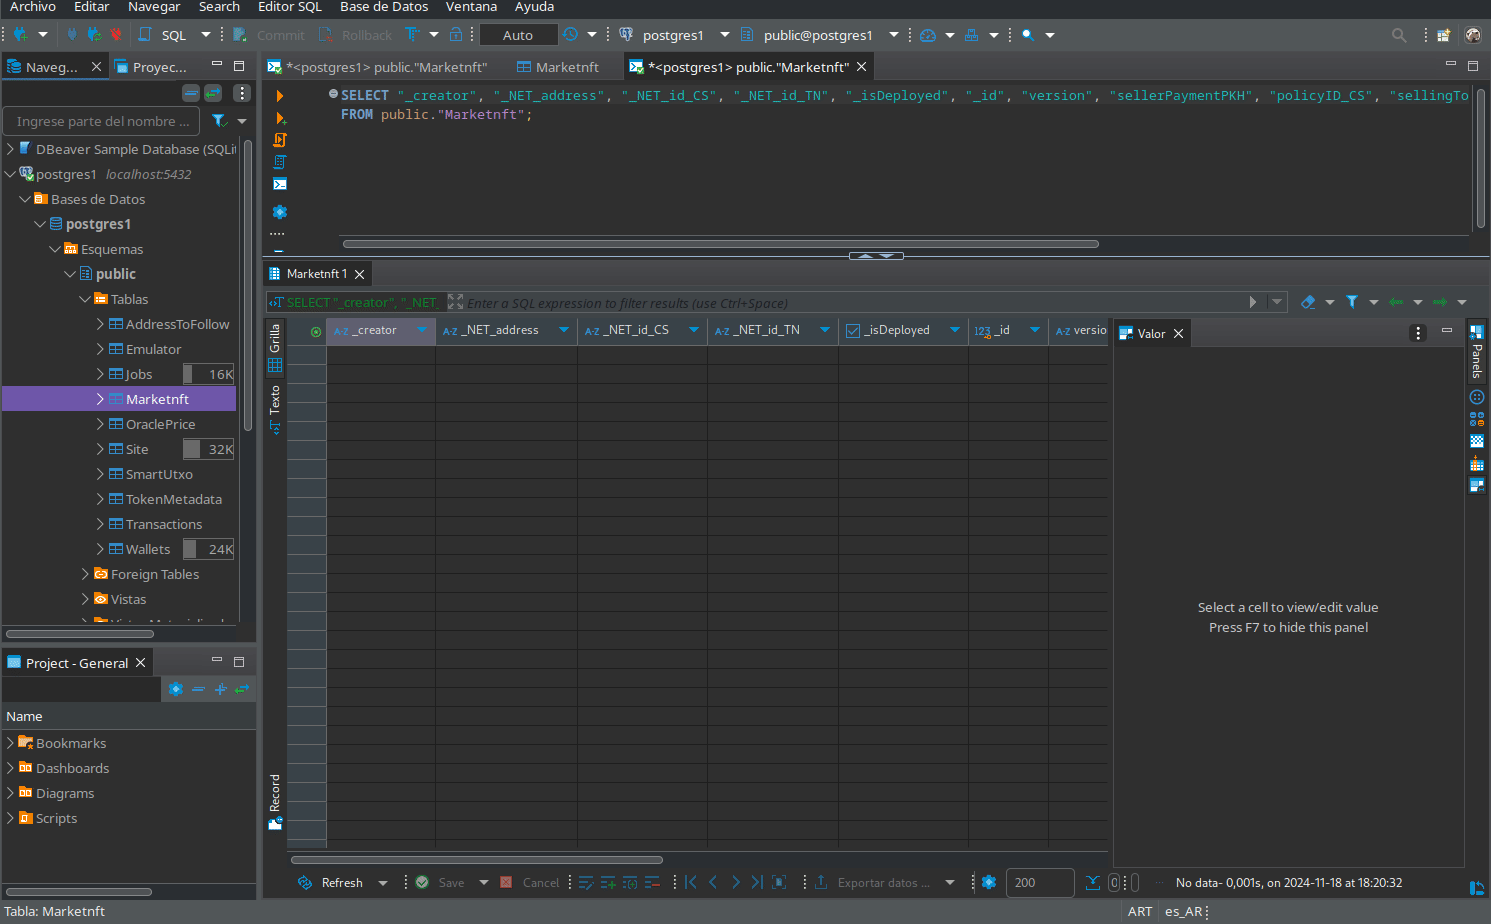 Archivo Editar Navegar Search Editor SQL Base de Datos Ventana Ayuda
SQL Commit Rollback Auto postgres1 public@postgres1
Naveg... Proyec...
*<postgres1> public."Marketnft" Marketnft *<postgres1> public."Marketnft"
Ingrese parte del nombre ...
DBeaver Sample Database (SQLit
postgres1 localhost:5432
Bases de Datos
postgres1
Esquemas
public
Tablas
AddressToFollow
Emulator
Jobs 16K
Marketnft
OraclePrice
Site 32K
SmartUtxo
TokenMetadata
Transactions
Wallets 24K
Foreign Tables
Vistas
SELECT "_creator", "_NET_address", "_NET_id_CS", "_NET_id_TN", "_isDeployed", "_id", "version", "sellerPaymentPKH", "policyID_CS", "sellingTo
FROM public."Marketnft";
Marketnft 1
SELECT "_creator", "_NET_ Enter a SQL expression to filter results (use Ctrl+Space)
Grilla
Texto
Record
_creator _NET_address _NET_id_CS _NET_id_TN _isDeployed 123 _id versio
Valor
Select a cell to view/edit value
Press F7 to hide this panel
Panels
Project - General
Name
Bookmarks
Dashboards
Diagrams
Scripts
Refresh Save Cancel Exportar datos ... 200 0 No data- 0,001s, on 2024-11-18 at 18:20:32
Tabla: Marketnft ART es_AR